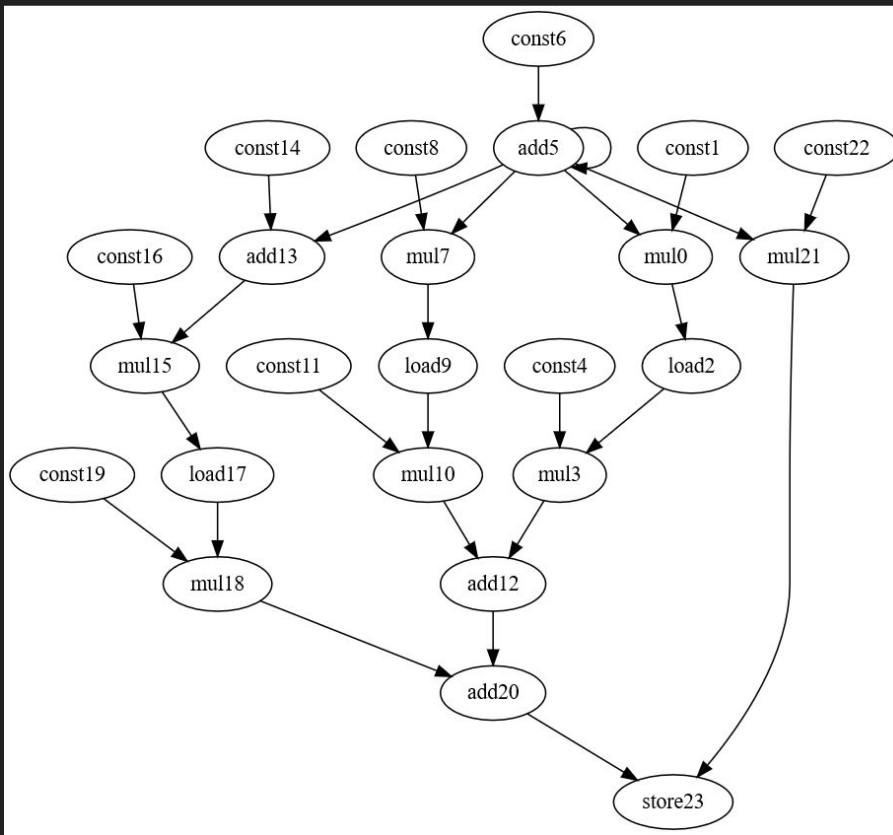 const6
const14
const8
add5
const1
const22
const16
add13
mul7
mul0
mul21
mul15
const11
load9
const4
load2
const19
load17
mul10
mul3
mul18
add12
add20
store23